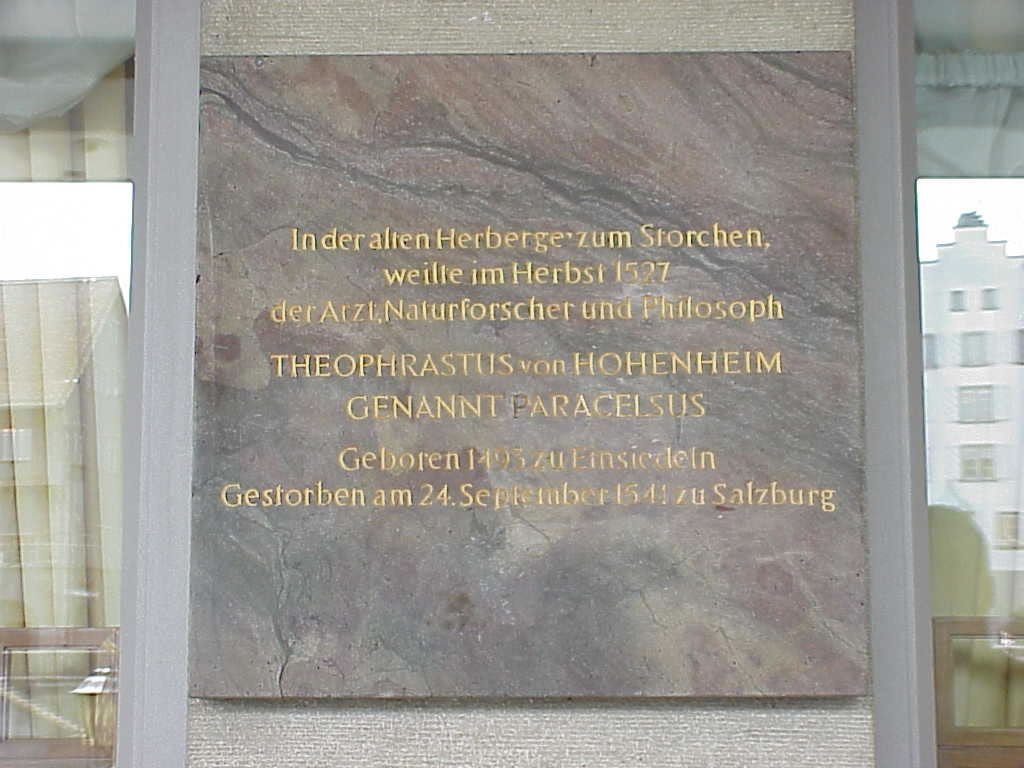 In der alten Herberge zum Storchen,
weilte im Herbst 1527
der Arzt, Naturforscher und Philosoph
THEOPHRASTUS von HOHENHEIM
GENANNT PARACELSUS
Geboren 1493 zu Einsiedeln
Gestorben am 24. September 1541 zu Salzburg